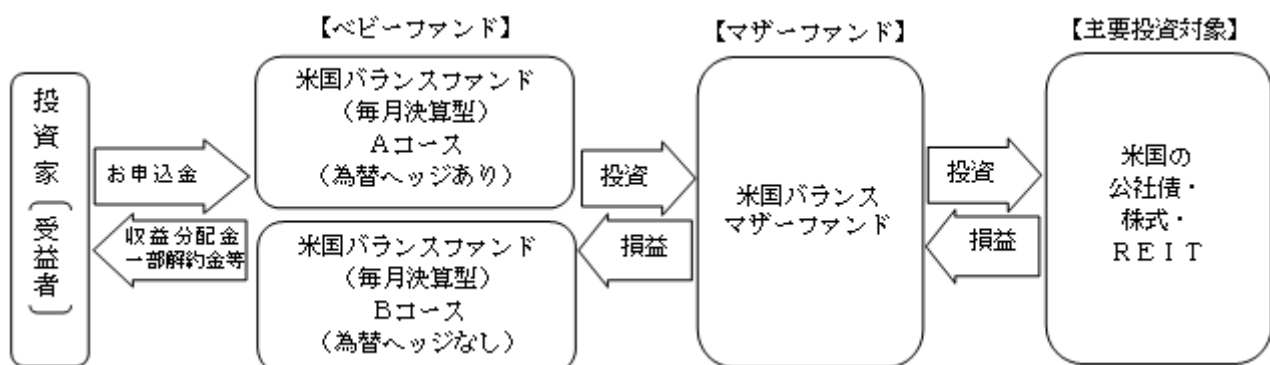 【ベビーファンド】
【マザーファンド】
【主要投資対象】
投資家〔受益者〕
お申込金
収益分配金
一部解約金等
米国バランスファンド
（毎月決算型）
Aコース
（為替ヘッジあり）
米国バランスファンド
（毎月決算型）
Bコース
（為替ヘッジなし）
投資
損益
米国バランス
マザーファンド
投資
損益
米国の
公社債・
株式・
REIT